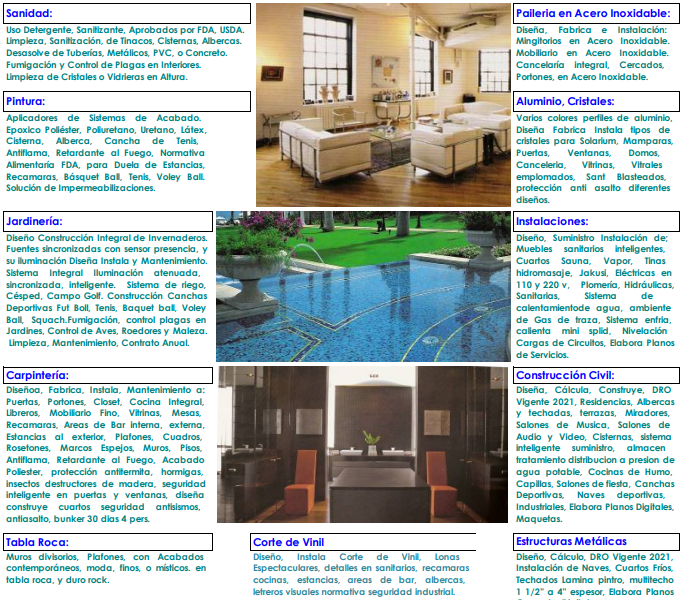 Sanidad:
Uso Detergente, Sanitizante, Aprobados por FDA, USDA.
Limpieza, Sanitización, de Tinacos, Cisternas, Albercas.
Desasolve de Tuberías, Metálicos, PVC, o Concreto.
Fumigación y Control de Plagas en Interiores.
Limpieza de Cristales o Vidrieras en Altura.
Pintura:
Aplicadores de Sistemas de Acabado.
Epoxico Poliéster, Poliuretano, Uretano, Látex,
Cisterna, Alberca, Cancha de Tenis,
Antiflama, Retardante al Fuego, Normativa
Alimentaría FDA, para Duela de Estancias,
Recamaras, Básquet Ball, Tenis, Voley Ball.
Solución de Impermeabilizaciones.
Jardinería:
Diseño Construcción Integral de Invernaderos.
Fuentes sincronizadas con sensor presencia, y
su iluminación Diseña Instala y Mantenimiento.
Sistema Integral Iluminación atenuada,
sincronizada, inteligente. Sistema de riego,
Césped, Campo Golf. Construcción Canchas
Deportivas Fut Boll, Tenis, Baquet ball, Voley
Ball, Squach.Fumigación, control plagas en
Jardines, Control de Aves, Roedores y Maleza.
Limpieza, Mantenimiento, Contrato Anual.
Carpintería:
Diseñoa, Fabrica, Instala, Mantenimiento a:
Puertas, Portones, Closet, Cocina Integral,
Libreros, Mobiliario Fino, Vitrinas, Mesas,
Recamaras, Areas de Bar interna, externa,
Estancias al exterior, Plafones, Cuadros,
Rosetones, Marcos Espejos, Muros, Pisos,
Antiflama, Retardante al Fuego, Acabado
Poliester, protección antitermita, hormigas,
insectos destructores de madera, seguridad
inteligente en puertas y ventanas, diseña
construye cuartos seguridad antisismos,
antiasalto, bunker 30 dias 4 pers.
Tabla Roca:
Muros divisorios, Plafones, con Acabados
contemporáneos, moda, finos, o místicos. en
tabla roca, y duro rock.
Corte de Vinil
Diseño, Instala Corte de Vinil, Lonas
Espectaculares, detalles en sanitarios, recamaras
cocinas, estancias, areas de bar, albercas,
letreros visuales normativa seguridad industrial.
Paileria en Acero Inoxidable:
Diseña, Fabrica e Instalación:
Mingitorios en Acero Inoxidable.
Mobiliario en Acero Inoxidable.
Cancelaría integral, Cercados,
Portones, en Acero Inoxidable.
Aluminio, Cristales:
Varios colores perfiles de aluminio,
Diseña Fabrica Instala tipos de
cristales para Solarium, Mamparas,
Puertas, Ventanas, Domos,
Canceleria, Vitrinas, Vitrales
emplomados, Sant Blasteados,
protección anti asalto diferentes
diseños.
Instalaciones:
Diseño, Suministro Instalación de;
Muebles sanitarios inteligentes,
Cuartos Sauna, Vapor, Tinas
hidromasaje, Jakusi, Eléctricas en
110 y 220 v, Plomería, Hidráulicas,
Sanitarias, Sistema de
calentamientode agua, ambiente
de Gas de traza, Sistema enfria,
calienta mini splid, Nivelación
Cargas de Circuitos, Elabora Planos
de Servicios.
Construcción Civil:
Diseña, Cálcula, Construye, DRO
Vigente 2021, Residencias, Albercas
y techadas, terrazas, Miradores,
Salones de Musica, Salones de
Audio y Video, Cisternas, sistema
inteligente suministro, almacen
tratamiento distribucion a presion de
agua potable, Cocinas de Humo,
Capillas, Salones de fiesta, Canchas
Deportivas, Naves deportivas,
Industriales, Elabora Planos Digitales,
Maquetas.
Estructuras Metálicas
Diseño, Cálculo, DRO Vigente 2021,
Instalación de Naves, Cuartos Fríos,
Techados Lamina pintro, multitecho
1 1/2" a 4" espesor, Elabora Planos